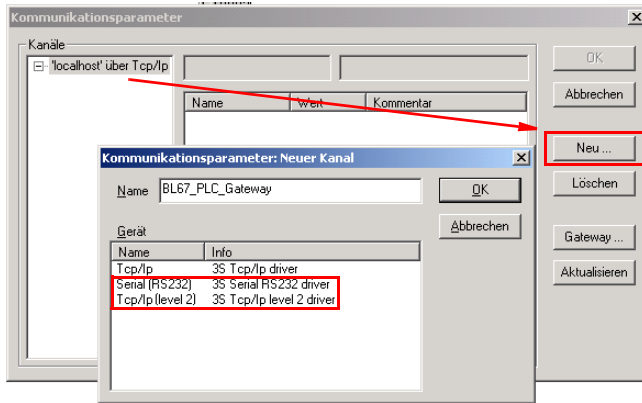 Kommunikationsparameter
Kanäle
'localhost' über Tcp/Ip
Name Wert Kommentar
OK
Abbrechen
Neu ...
Löschen
Gateway ...
Aktualisieren
Kommunikationsparameter: Neuer Kanal
Name BL67_PLC_Gateway
OK
Abbrechen
Gerät
Name Info
Tcp/Ip 3S Tcp/Ip driver
Serial (RS232) 3S Serial RS232 driver
Tcp/Ip (level 2) 3S Tcp/Ip level 2 driver